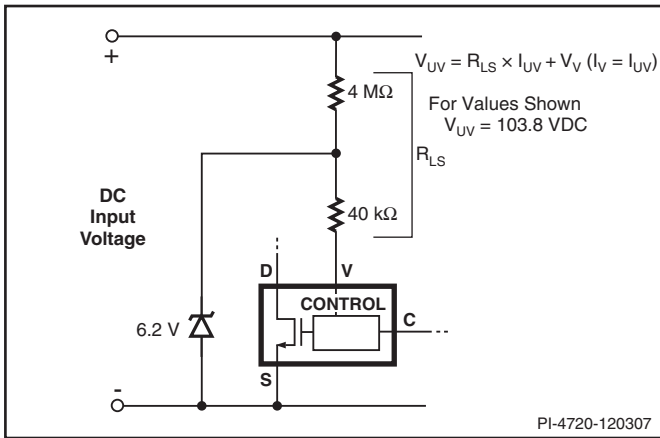 +
V_UV = R_LS × I_UV + V_V (I_V = I_UV)
4 MΩ
For Values Shown
V_UV = 103.8 VDC
R_LS
DC
Input
Voltage
40 kΩ
D
V
CONTROL
C
6.2 V
S
-
PI-4720-120307